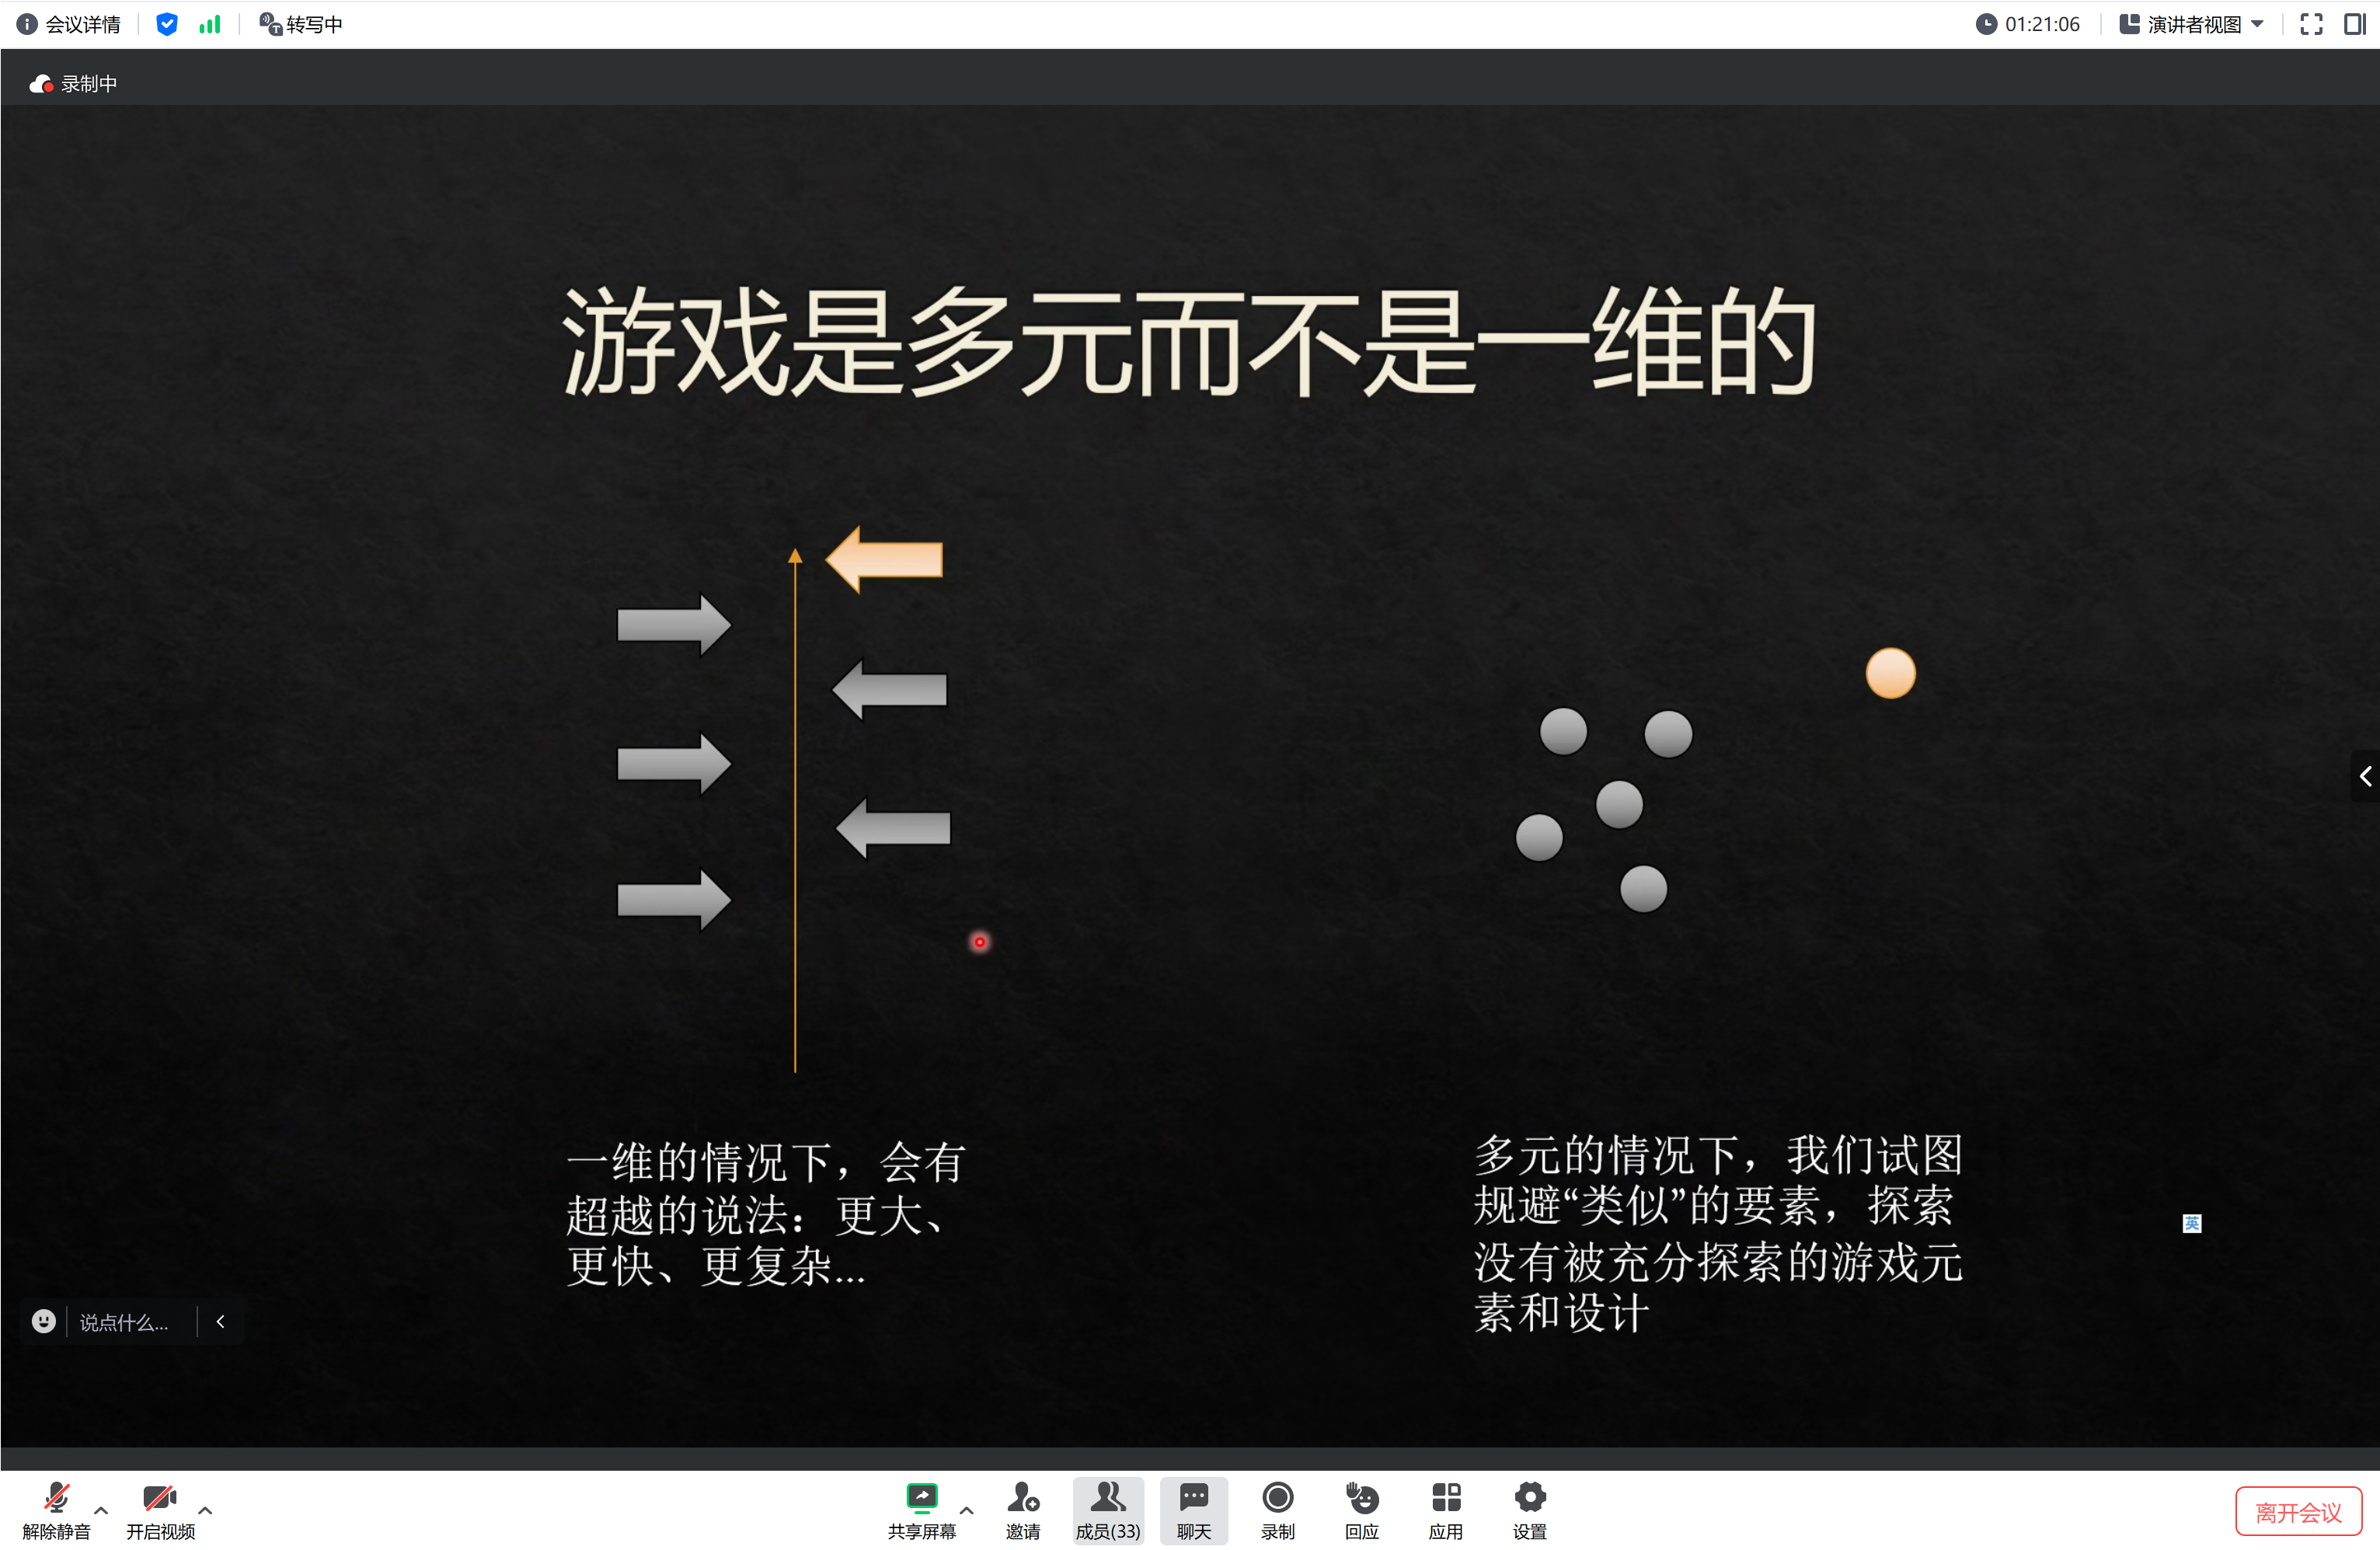 会议详情
转写中
01:21:06
演讲者视图
录制中
游戏是多元而不是一维的
一维的情况下，会有
超越的说法：更大、
更快、更复杂...
多元的情况下，我们试图
规避“类似”的要素，探索
没有被充分探索的游戏元
素和设计
英
说点什么...
解除静音
开启视频
共享屏幕
邀请
成员(33)
聊天
录制
回应
应用
设置
离开会议